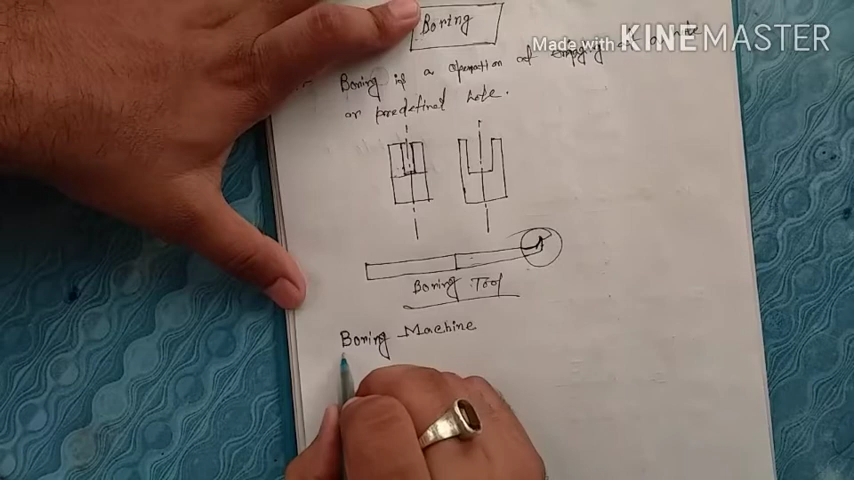 Boring
Made with KINEMASTER
Boring is a operation of
or predefined hole.
Boring Tool
Boring Machine